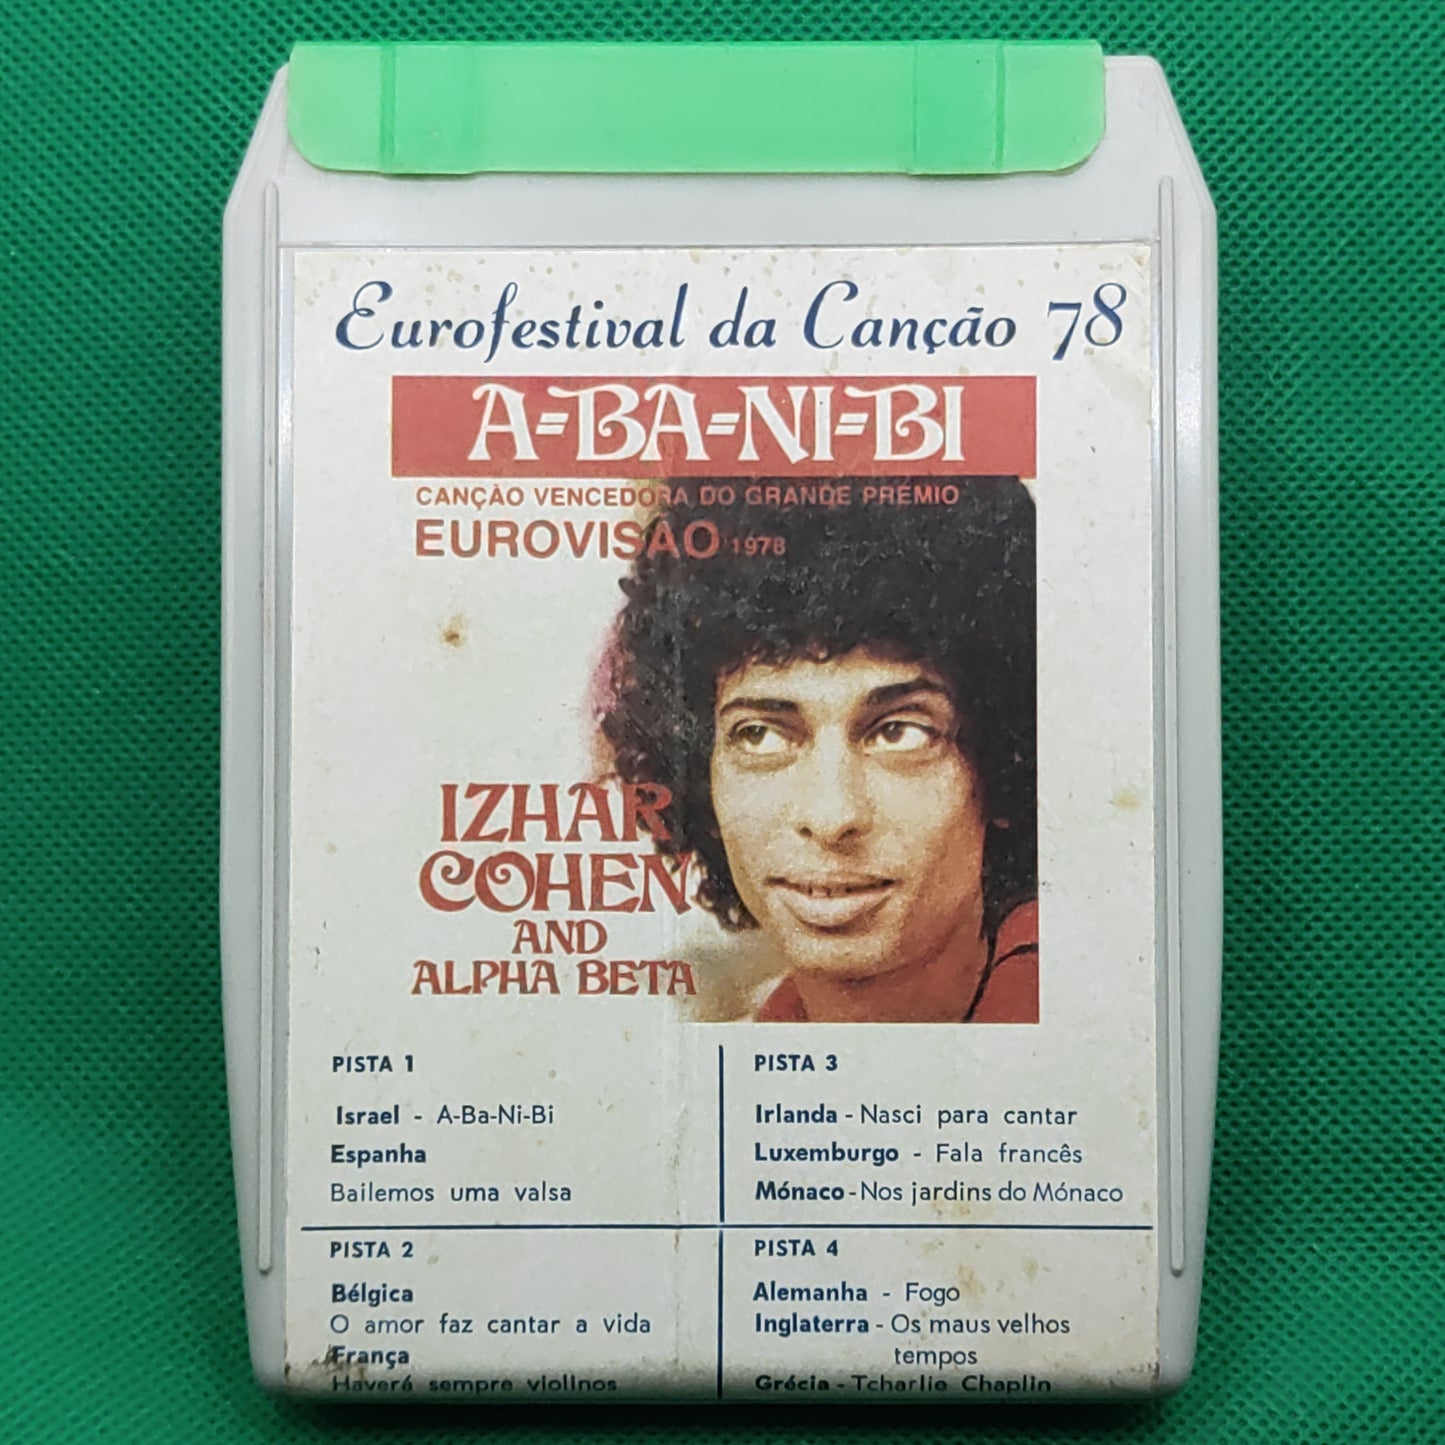 Eurofestival da Canção 78
A-BA-NI-BI
CANÇÃO VENCEDORA DO GRANDE PRÉMIO
EUROVISÃO 1978
IZHAR
COHEN
AND
ALPHA BETA
PISTA 1
Israel - A-Ba-Ni-Bi
Espanha
Bailemos uma valsa
PISTA 2
Bélgica
O amor faz cantar a vida
França
Haverá sempre violinos
PISTA 3
Irlanda - Nasci para cantar
Luxemburgo - Fala francês
Mónaco - Nos jardins do Mónaco
PISTA 4
Alemanha - Fogo
Inglaterra - Os maus velhos
tempos
Grécia - Tcharlie Chaplin